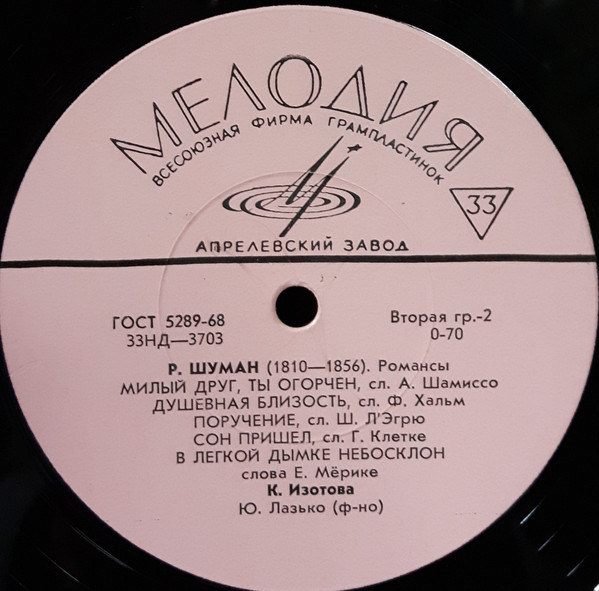 МЕЛОДИЯ
ВСЕСОЮЗНАЯ ФИРМА ГРАМПЛАСТИНОК
33
АПРЕЛЕВСКИЙ ЗАВОД
ГОСТ 5289-68
Вторая гр.-2
33НД—3703
0-70
Р. ШУМАН (1810—1856). Романсы
МИЛЫЙ ДРУГ, ТЫ ОГОРЧЕН, сл. А. Шамиссо
ДУШЕВНАЯ БЛИЗОСТЬ, сл. Ф. Хальм
ПОРУЧЕНИЕ, сл. Ш. Л'Эгрю
СОН ПРИШЕЛ, сл. Г. Клетке
В ЛЕГКОЙ ДЫМКЕ НЕБОСКЛОН
слова Е. Мёрике
К. Изотова
Ю. Лазько (ф-но)